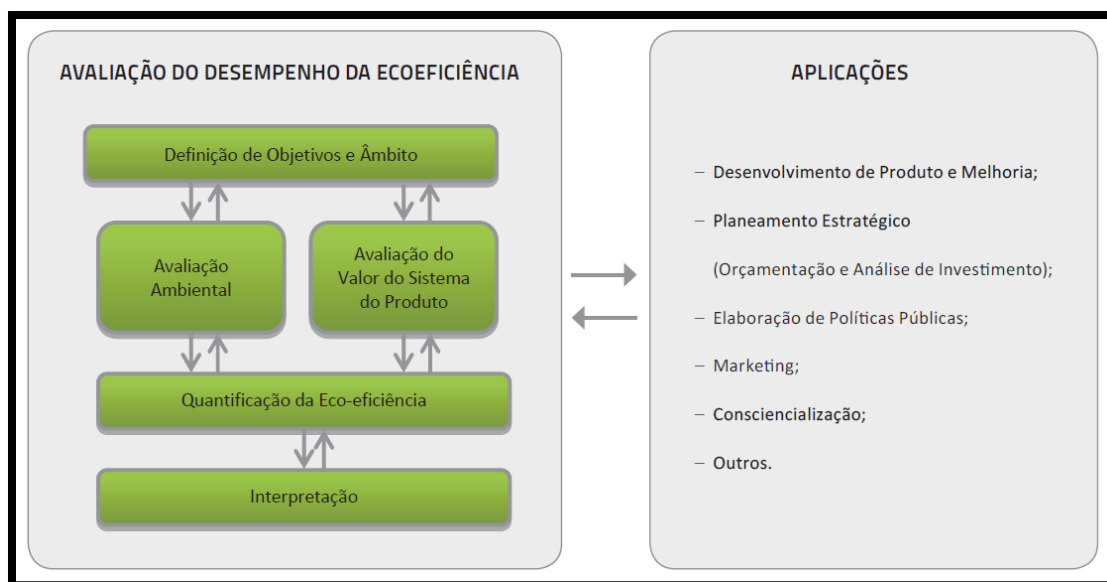 AVALIAÇÃO DO DESEMPENHO DA ECOEFICIÊNCIA
Definição de Objetivos e Âmbito
Avaliação
Ambiental
Avaliação do
Valor do Sistema
do Produto
Quantificação da Eco-eficiência
Interpretação
APLICAÇÕES
– Desenvolvimento de Produto e Melhoria;
– Planeamento Estratégico
(Orçamentação e Análise de Investimento);
– Elaboração de Políticas Públicas;
– Marketing;
– Consciencialização;
– Outros.